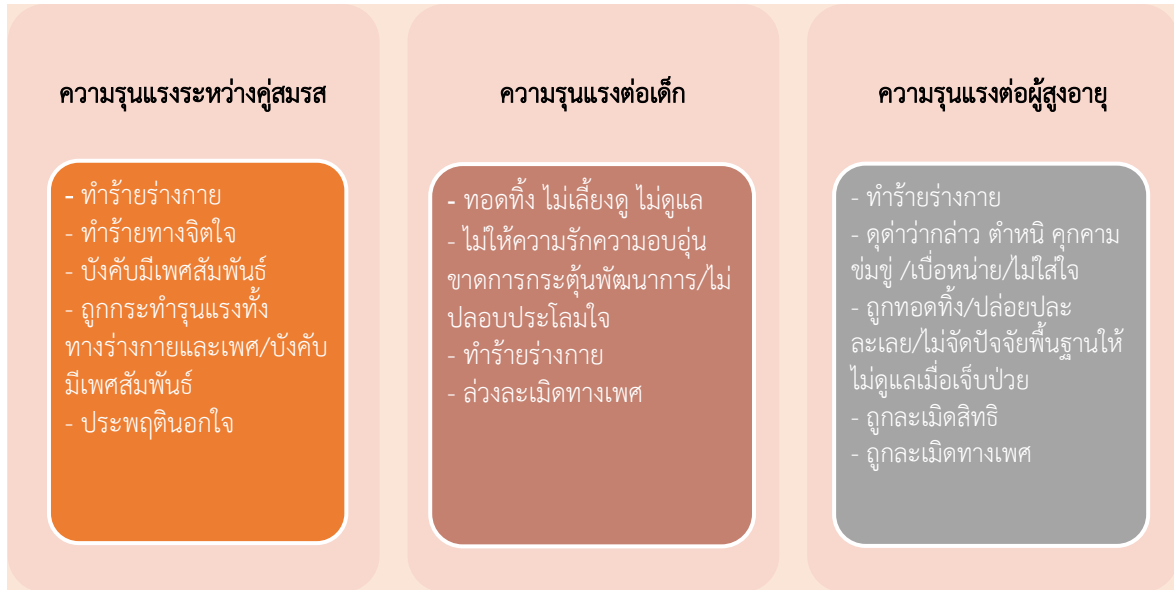 ความรุนแรงระหว่างคู่สมรส
- ทำร้ายร่างกาย
- ทำร้ายทางจิตใจ
- บังคับมีเพศสัมพันธ์
- ถูกกระทำรุนแรงทั้ง
ทางร่างกายและเพศ/บังคับ
มีเพศสัมพันธ์
- ประพฤตินอกใจ
ความรุนแรงต่อเด็ก
- ทอดทิ้ง ไม่เลี้ยงดู ไม่ดูแล
- ไม่ให้ความรักความอบอุ่น
ขาดการกระตุ้นพัฒนาการ/ไม่
ปลอบประโลมใจ
- ทำร้ายร่างกาย
- ล่วงละเมิดทางเพศ
ความรุนแรงต่อผู้สูงอายุ
- ทำร้ายร่างกาย
- ดุด่าว่ากล่าว ตำหนิ คุกคาม
ข่มขู่ /เบื่อหน่าย/ไม่ใส่ใจ
- ถูกทอดทิ้ง/ปล่อยปละ
ละเลย/ไม่จัดปัจจัยพื้นฐานให้
ไม่ดูแลเมื่อเจ็บป่วย
- ถูกละเมิดสิทธิ
- ถูกละเมิดทางเพศ